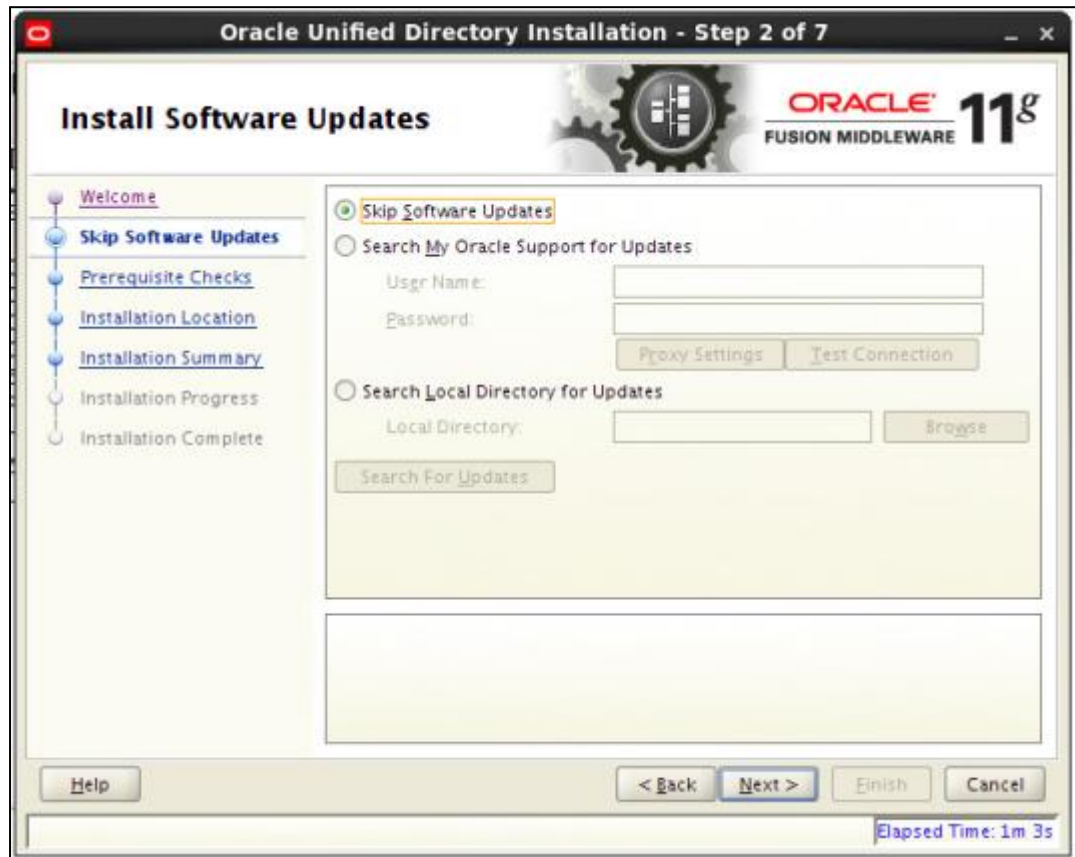 Oracle Unified Directory Installation - Step 2 of 7
Install Software Updates
ORACLE
FUSION MIDDLEWARE 11g
Welcome
Skip Software Updates
Prerequisite Checks
Installation Location
Installation Summary
Installation Progress
Installation Complete
Skip Software Updates
Search My Oracle Support for Updates
User Name:
Password:
Proxy Settings Test Connection
Search Local Directory for Updates
Local Directory: Browse
Search For Updates
Help < Back Next > Finish Cancel
Elapsed Time: 1m 3s